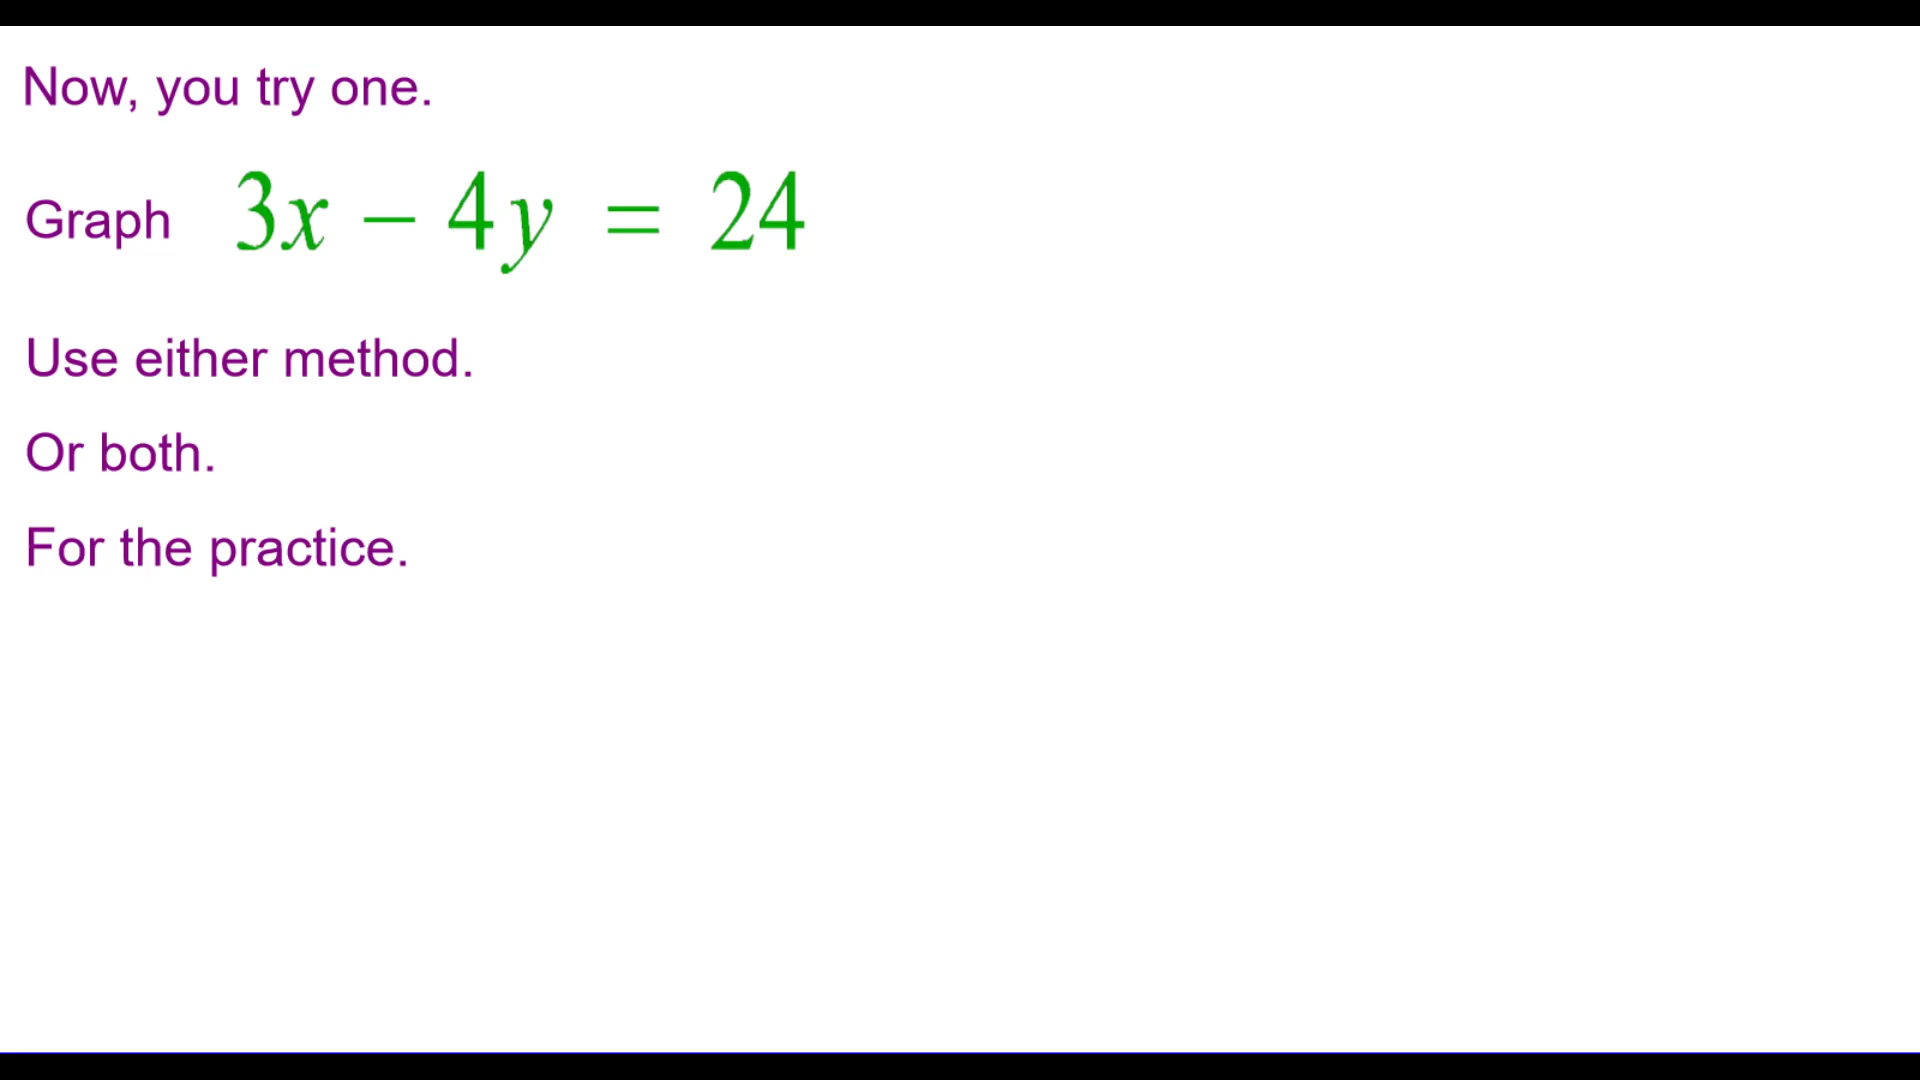 Now, you try one.
Graph 3x − 4y = 24
Use either method.
Or both.
For the practice.